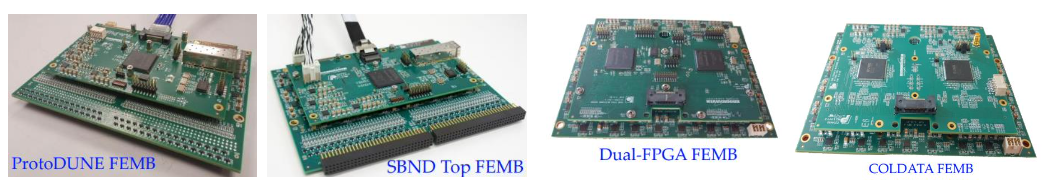 ProtoDUNE FEMB
SBND Top FEMB
Dual-FPGA FEMB
COLDATA FEMB